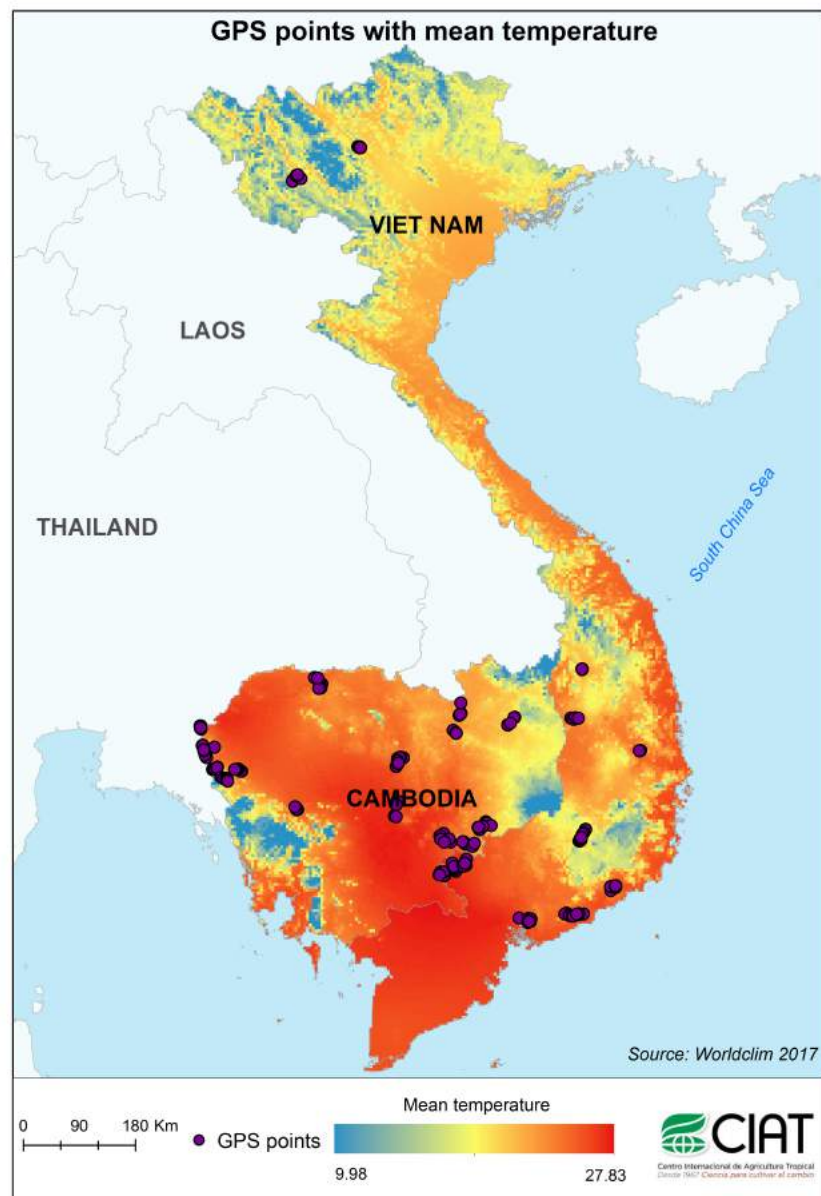 GPS points with mean temperature
VIET NAM
LAOS
THAILAND
South China Sea
CAMBODIA
Source: Worldclim 2017
Mean temperature
0 90 180 Km
GPS points
9.98 27.83
CIAT
Centro Internacional de Agricultura Tropical
Desde 1967 Ciencia para cultivar el cambio